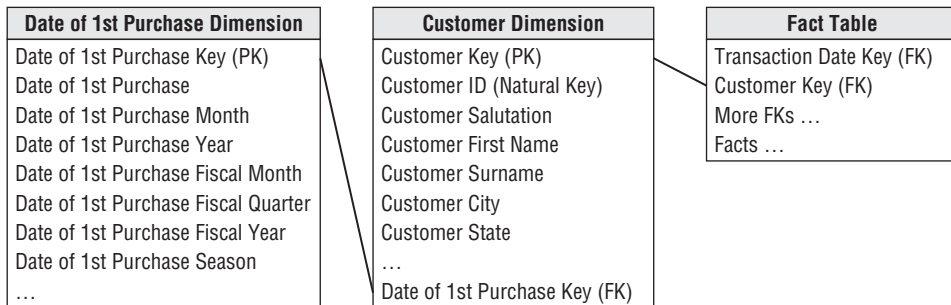 Date of 1st Purchase Dimension
Date of 1st Purchase Key (PK)
Date of 1st Purchase
Date of 1st Purchase Month
Date of 1st Purchase Year
Date of 1st Purchase Fiscal Month
Date of 1st Purchase Fiscal Quarter
Date of 1st Purchase Fiscal Year
Date of 1st Purchase Season
…
Customer Dimension
Customer Key (PK)
Customer ID (Natural Key)
Customer Salutation
Customer First Name
Customer Surname
Customer City
Customer State
…
Date of 1st Purchase Key (FK)
Fact Table
Transaction Date Key (FK)
Customer Key (FK)
More FKs …
Facts …